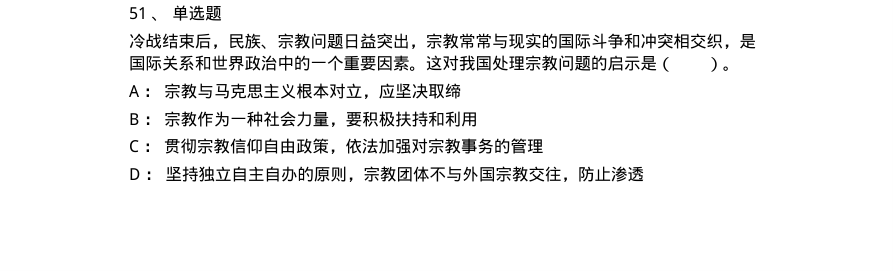 51、 单选题
冷战结束后，民族、宗教问题日益突出，宗教常常与现实的国际斗争和冲突相交织，是
国际关系和世界政治中的一个重要因素。这对我国处理宗教问题的启示是（　　）。
A： 宗教与马克思主义根本对立，应坚决取缔
B： 宗教作为一种社会力量，要积极扶持和利用
C： 贯彻宗教信仰自由政策，依法加强对宗教事务的管理
D： 坚持独立自主自办的原则，宗教团体不与外国宗教交往，防止渗透